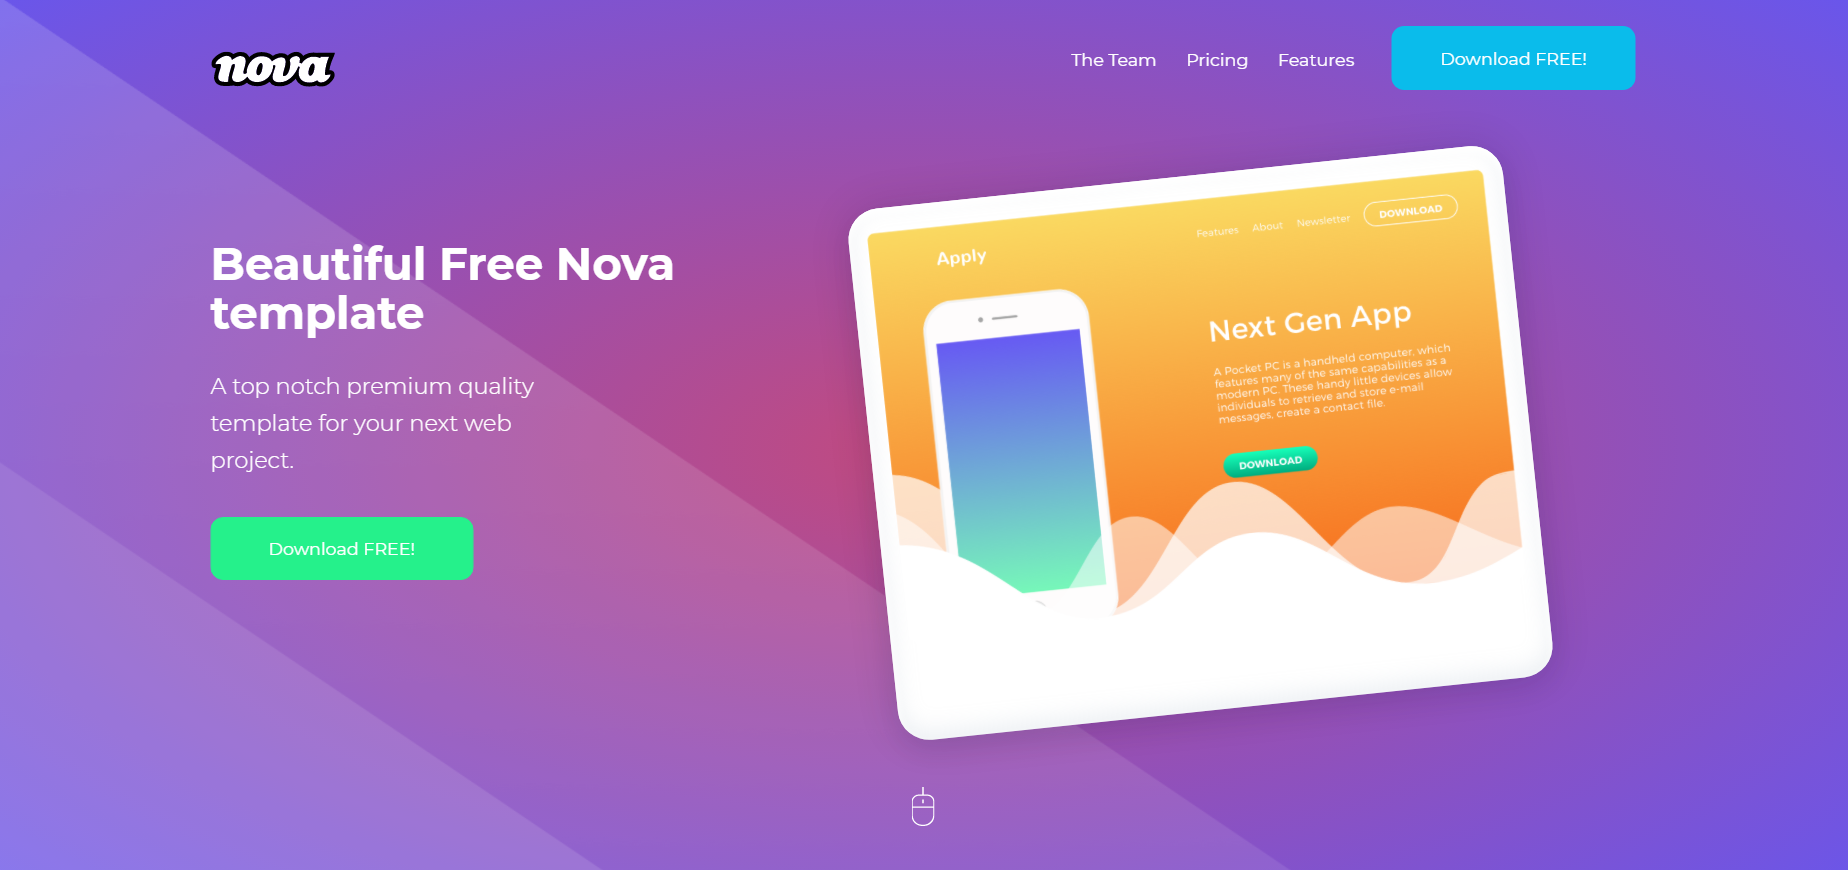 nova
The Team
Pricing
Features
Download FREE!
Beautiful Free Nova
template
A top notch premium quality
template for your next web
project.
Download FREE!
Features
About
Newsletter
DOWNLOAD
Apply
Next Gen App
A Pocket PC is a handheld computer, which
features many of the same capabilities as a
modern PC. These handy little devices allow
individuals to retrieve and store e-mail
messages, create a contact file.
DOWNLOAD